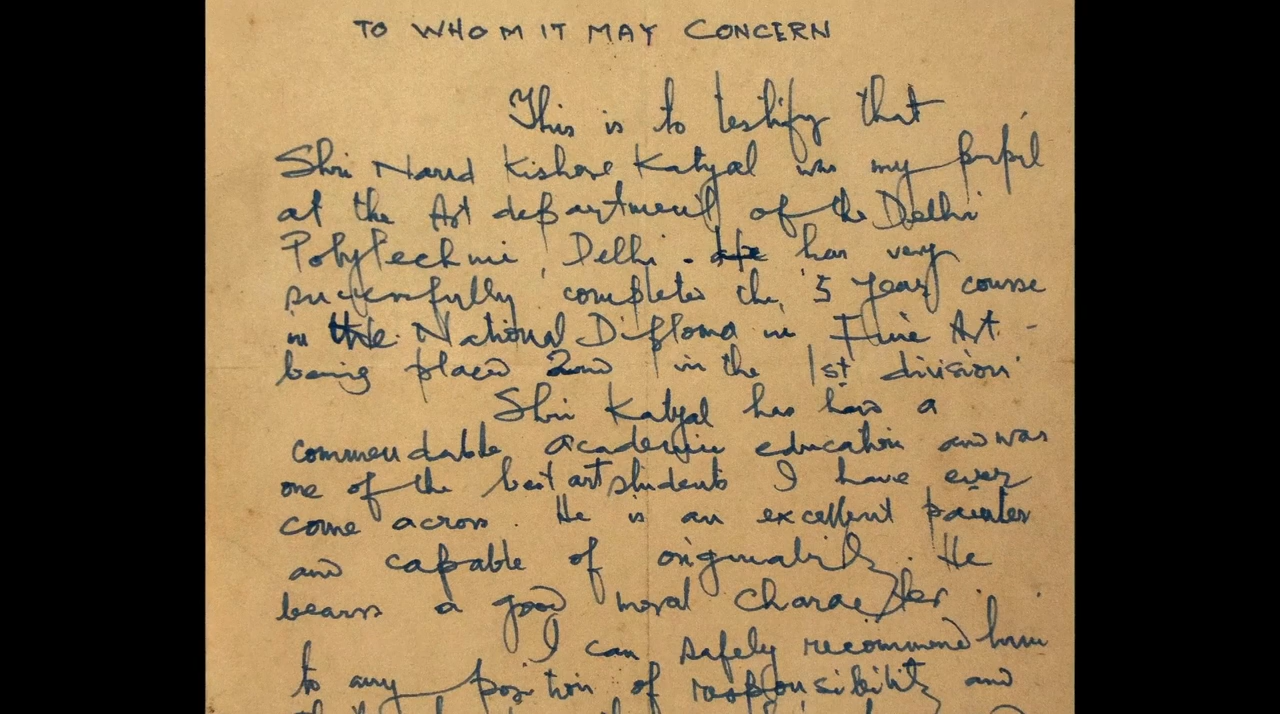 TO WHOM IT MAY CONCERN
This is to testify that
Shri Nand Kishore Katyal was my pupil
at the Art department of the Delhi
Polytechnic, Delhi. He has very
successfully completed the 5 year course
in the National Diploma in Fine Art -
being placed 2nd in the 1st division
Shri Katyal has had a
commendable academic education and was
one of the best art students I have ever
come across. He is an excellent painter
and capable of originality. He
bears a good moral character.
I can safely recommend him
to any position of responsibility and